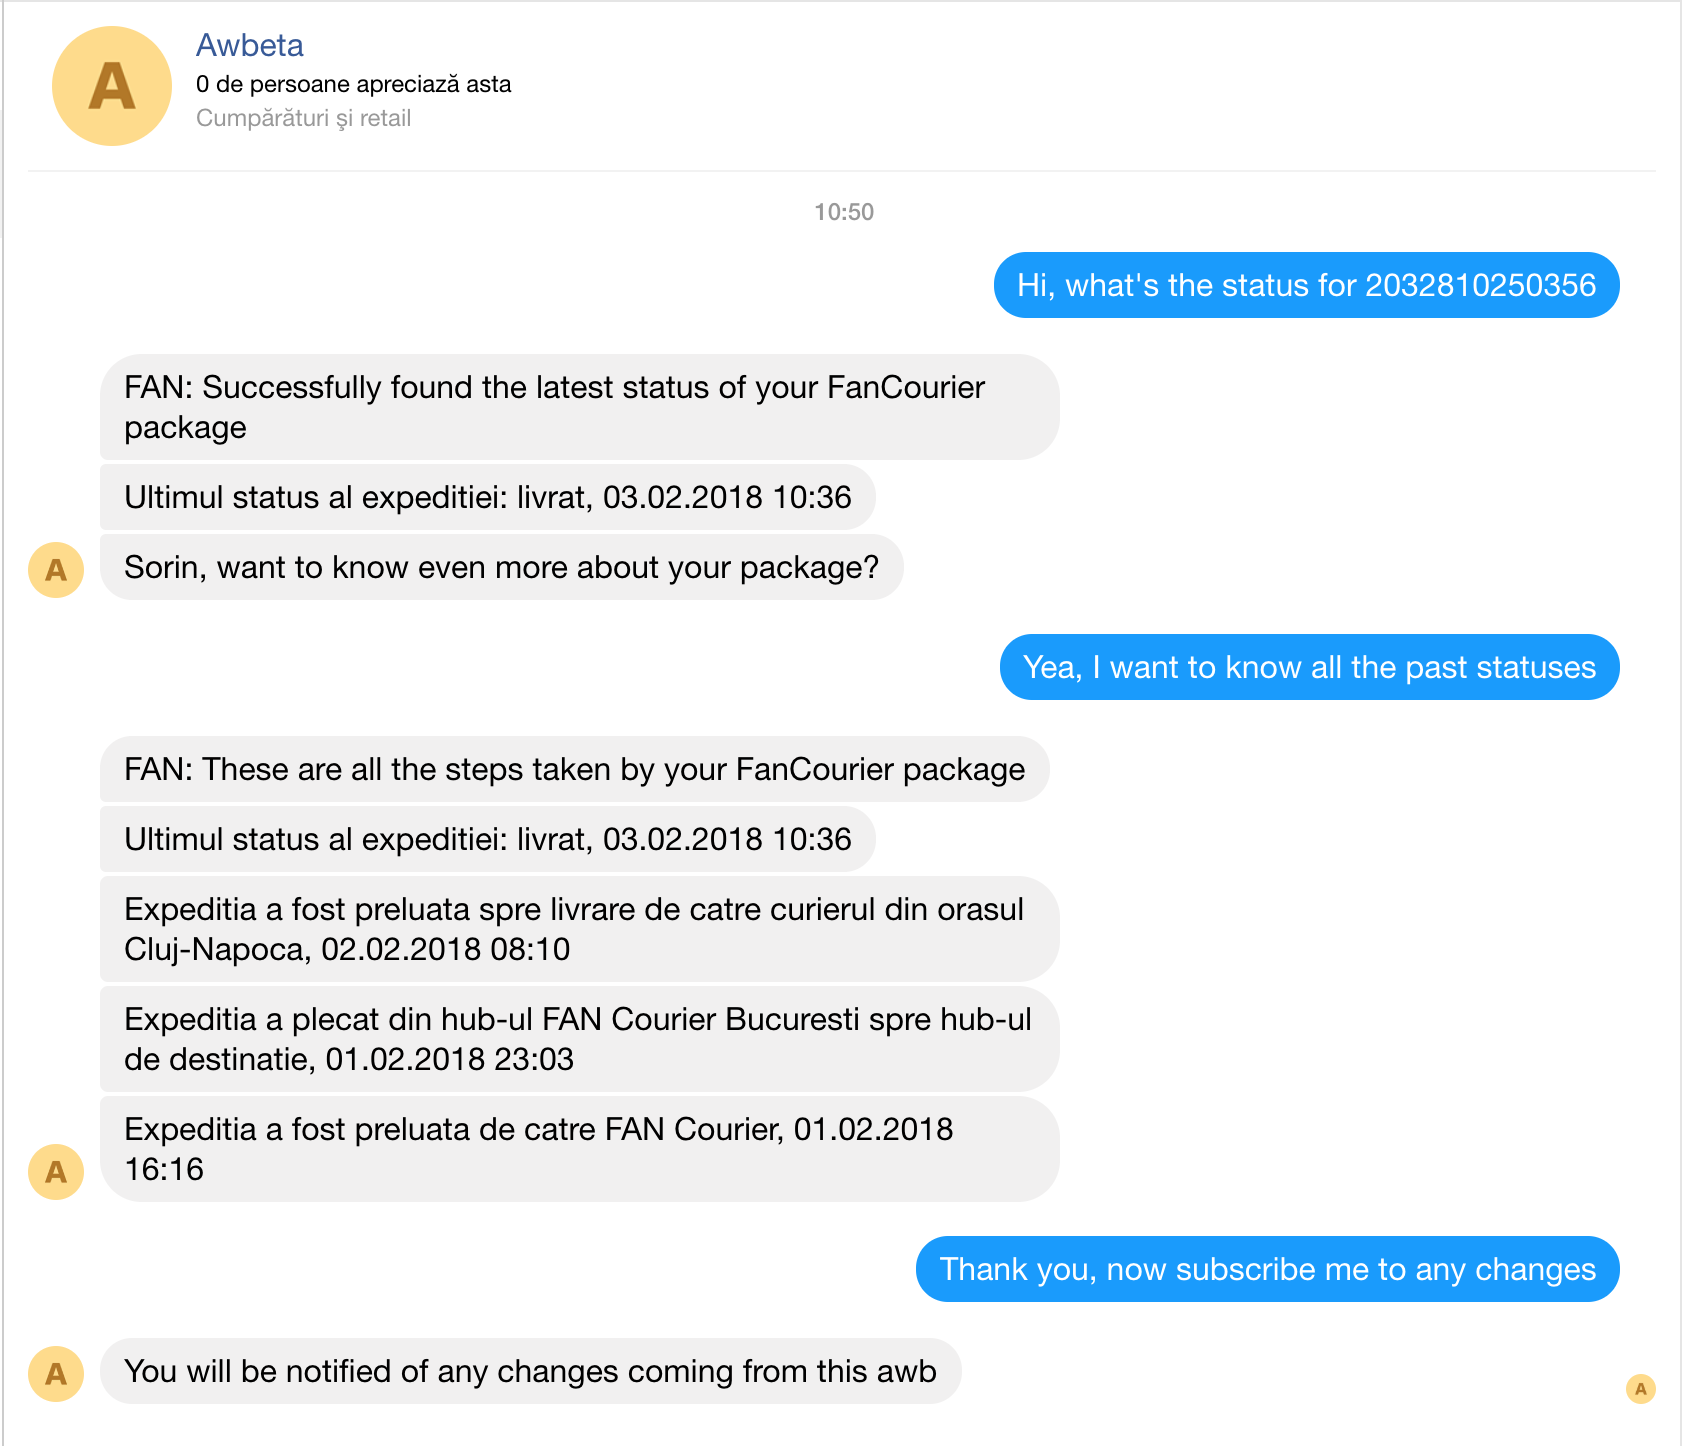 A
Awbeta
0 de persoane apreciază asta
Cumpărături şi retail
10:50
Hi, what's the status for 2032810250356
FAN: Successfully found the latest status of your FanCourier
package
Ultimul status al expeditiei: livrat, 03.02.2018 10:36
A
Sorin, want to know even more about your package?
Yea, I want to know all the past statuses
FAN: These are all the steps taken by your FanCourier package
Ultimul status al expeditiei: livrat, 03.02.2018 10:36
Expeditia a fost preluata spre livrare de catre curierul din orasul
Cluj-Napoca, 02.02.2018 08:10
Expeditia a plecat din hub-ul FAN Courier Bucuresti spre hub-ul
de destinatie, 01.02.2018 23:03
Expeditia a fost preluata de catre FAN Courier, 01.02.2018
16:16
A
Thank you, now subscribe me to any changes
A
You will be notified of any changes coming from this awb
A